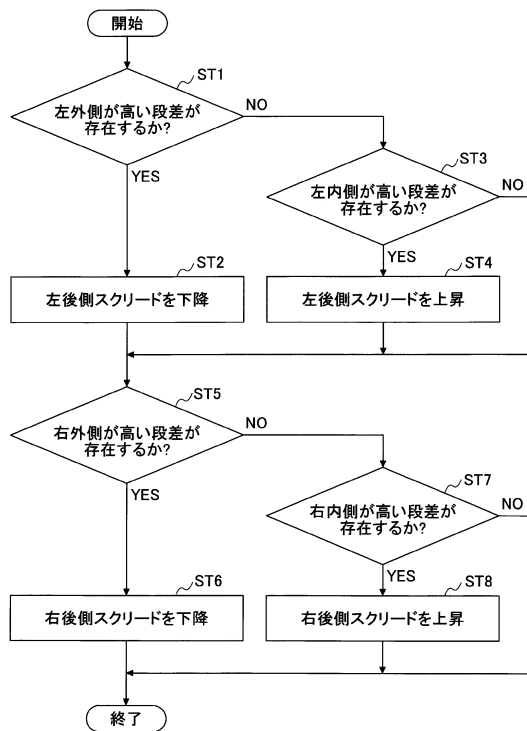 開始
ST1
左外側が高い段差が
存在するか?
NO
YES
ST3
左内側が高い段差が
存在するか?
NO
YES
ST2
左後側スクリードを下降
ST4
左後側スクリードを上昇
ST5
右外側が高い段差が
存在するか?
NO
YES
ST7
右内側が高い段差が
存在するか?
NO
YES
ST6
右後側スクリードを下降
ST8
右後側スクリードを上昇
終了